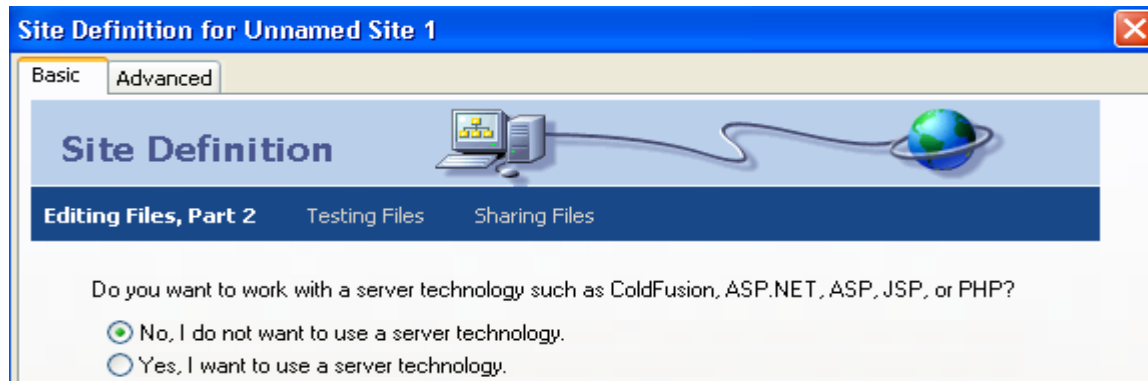 Site Definition for Unnamed Site 1
Basic Advanced
Site Definition
Editing Files, Part 2 Testing Files Sharing Files
Do you want to work with a server technology such as ColdFusion, ASP.NET, ASP, JSP, or PHP?
No, I do not want to use a server technology.
Yes, I want to use a server technology.